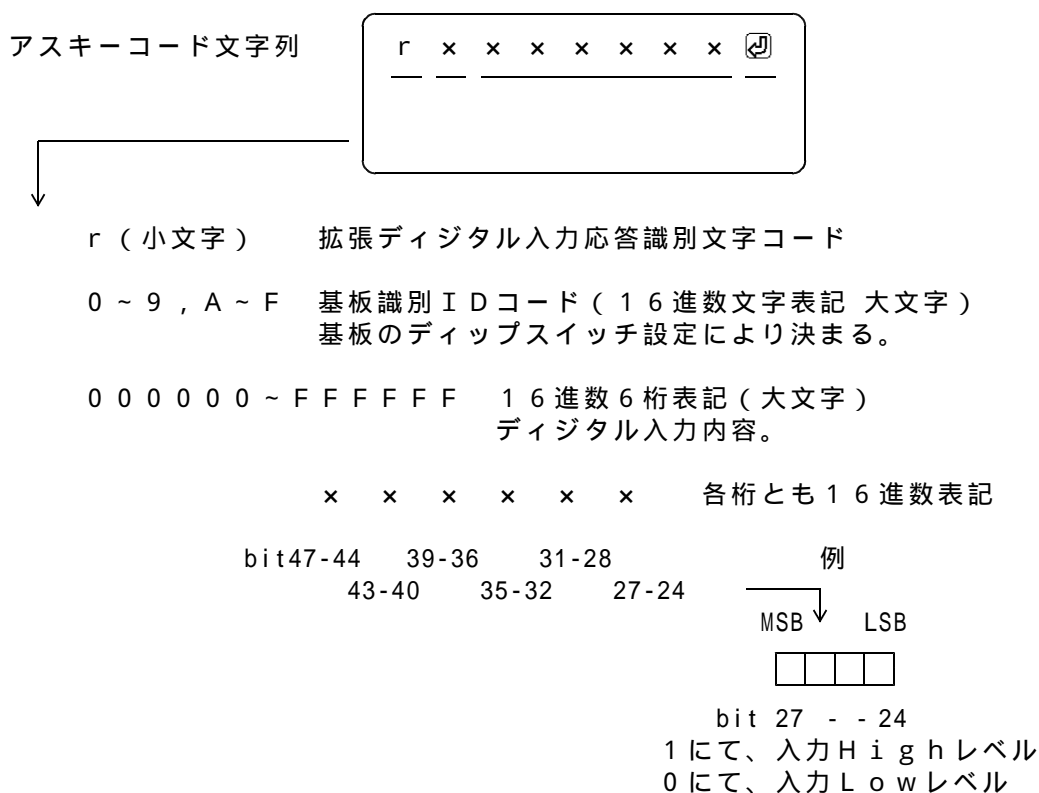 アスキーコード文字列 r × × × × × × ×
r (小文字) 拡張ディジタル入力応答識別文字コード
0~9,A~F 基板識別IDコード(16進数文字表記 大文字)
基板のディップスイッチ設定により決まる。
000000~FFFFFF 16進数6桁表記(大文字)
ディジタル入力内容。
× × × × × × 各桁とも16進数表記
bit47-44 39-36 31-28 例
43-40 35-32 27-24
MSB LSB
bit 27 - - 24
1にて、入力Highレベル
0にて、入力Lowレベル